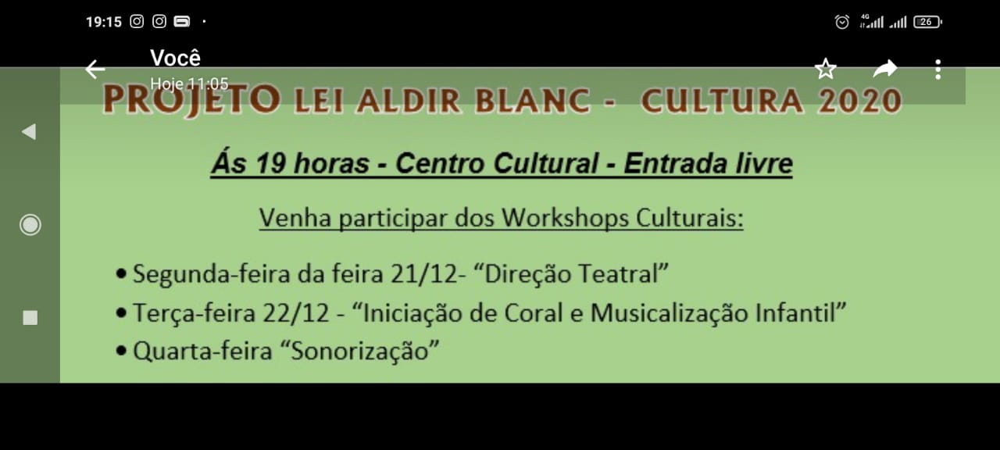 19:15
4G
26
Você
Hoje 11:05
PROJETO LEI ALDIR BLANC - CULTURA 2020
Ás 19 horas - Centro Cultural - Entrada livre
Venha participar dos Workshops Culturais:
• Segunda-feira da feira 21/12- “Direção Teatral”
• Terça-feira 22/12 - “Iniciação de Coral e Musicalização Infantil”
• Quarta-feira “Sonorização”